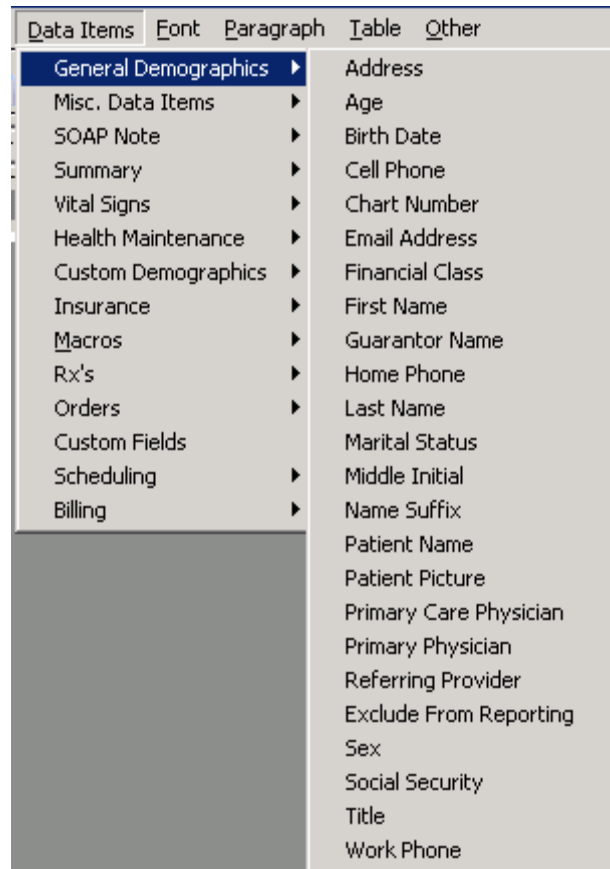 Data Items Font Paragraph Table Other
General Demographics
Misc. Data Items
SOAP Note
Summary
Vital Signs
Health Maintenance
Custom Demographics
Insurance
Macros
Rx's
Orders
Custom Fields
Scheduling
Billing
Address
Age
Birth Date
Cell Phone
Chart Number
Email Address
Financial Class
First Name
Guarantor Name
Home Phone
Last Name
Marital Status
Middle Initial
Name Suffix
Patient Name
Patient Picture
Primary Care Physician
Primary Physician
Referring Provider
Exclude From Reporting
Sex
Social Security
Title
Work Phone